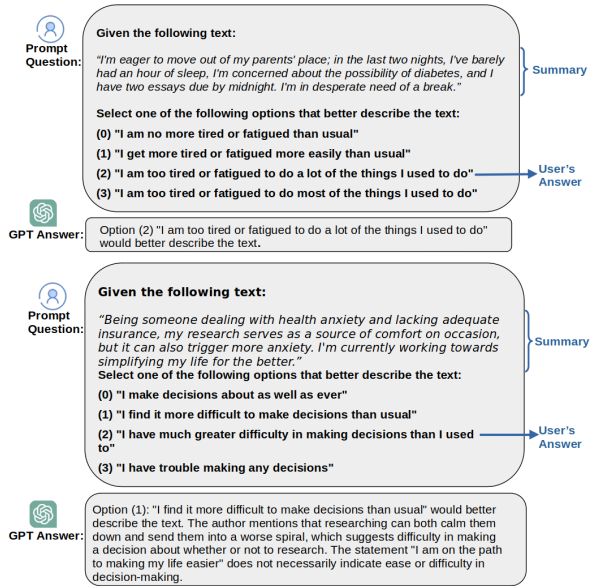 Prompt
Question:
Given the following text:
“I'm eager to move out of my parents' place; in the last two nights, I've barely
had an hour of sleep, I'm concerned about the possibility of diabetes, and I
have two essays due by midnight. I'm in desperate need of a break.”
Summary
Select one of the following options that better describe the text:
(0) "I am no more tired or fatigued than usual"
(1) "I get more tired or fatigued more easily than usual"
(2) "I am too tired or fatigued to do a lot of the things I used to do"
User's
Answer
(3) "I am too tired or fatigued to do most of the things I used to do"
GPT Answer:
Option (2) "I am too tired or fatigued to do a lot of the things I used to do"
would better describe the text.
Prompt
Question:
Given the following text:
“Being someone dealing with health anxiety and lacking adequate
insurance, my research serves as a source of comfort on occasion,
but it can also trigger more anxiety. I'm currently working towards
simplifying my life for the better.”
Summary
Select one of the following options that better describe the text:
(0) "I make decisions about as well as ever"
(1) "I find it more difficult to make decisions than usual"
(2) "I have much greater difficulty in making decisions than I used
to"
User's
Answer
(3) "I have trouble making any decisions"
GPT Answer:
Option (1): "I find it more difficult to make decisions than usual" would better
describe the text. The author mentions that researching can both calm them
down and send them into a worse spiral, which suggests difficulty in making
a decision about whether or not to research. The statement "I am on the path
to making my life easier" does not necessarily indicate ease or difficulty in
decision-making.